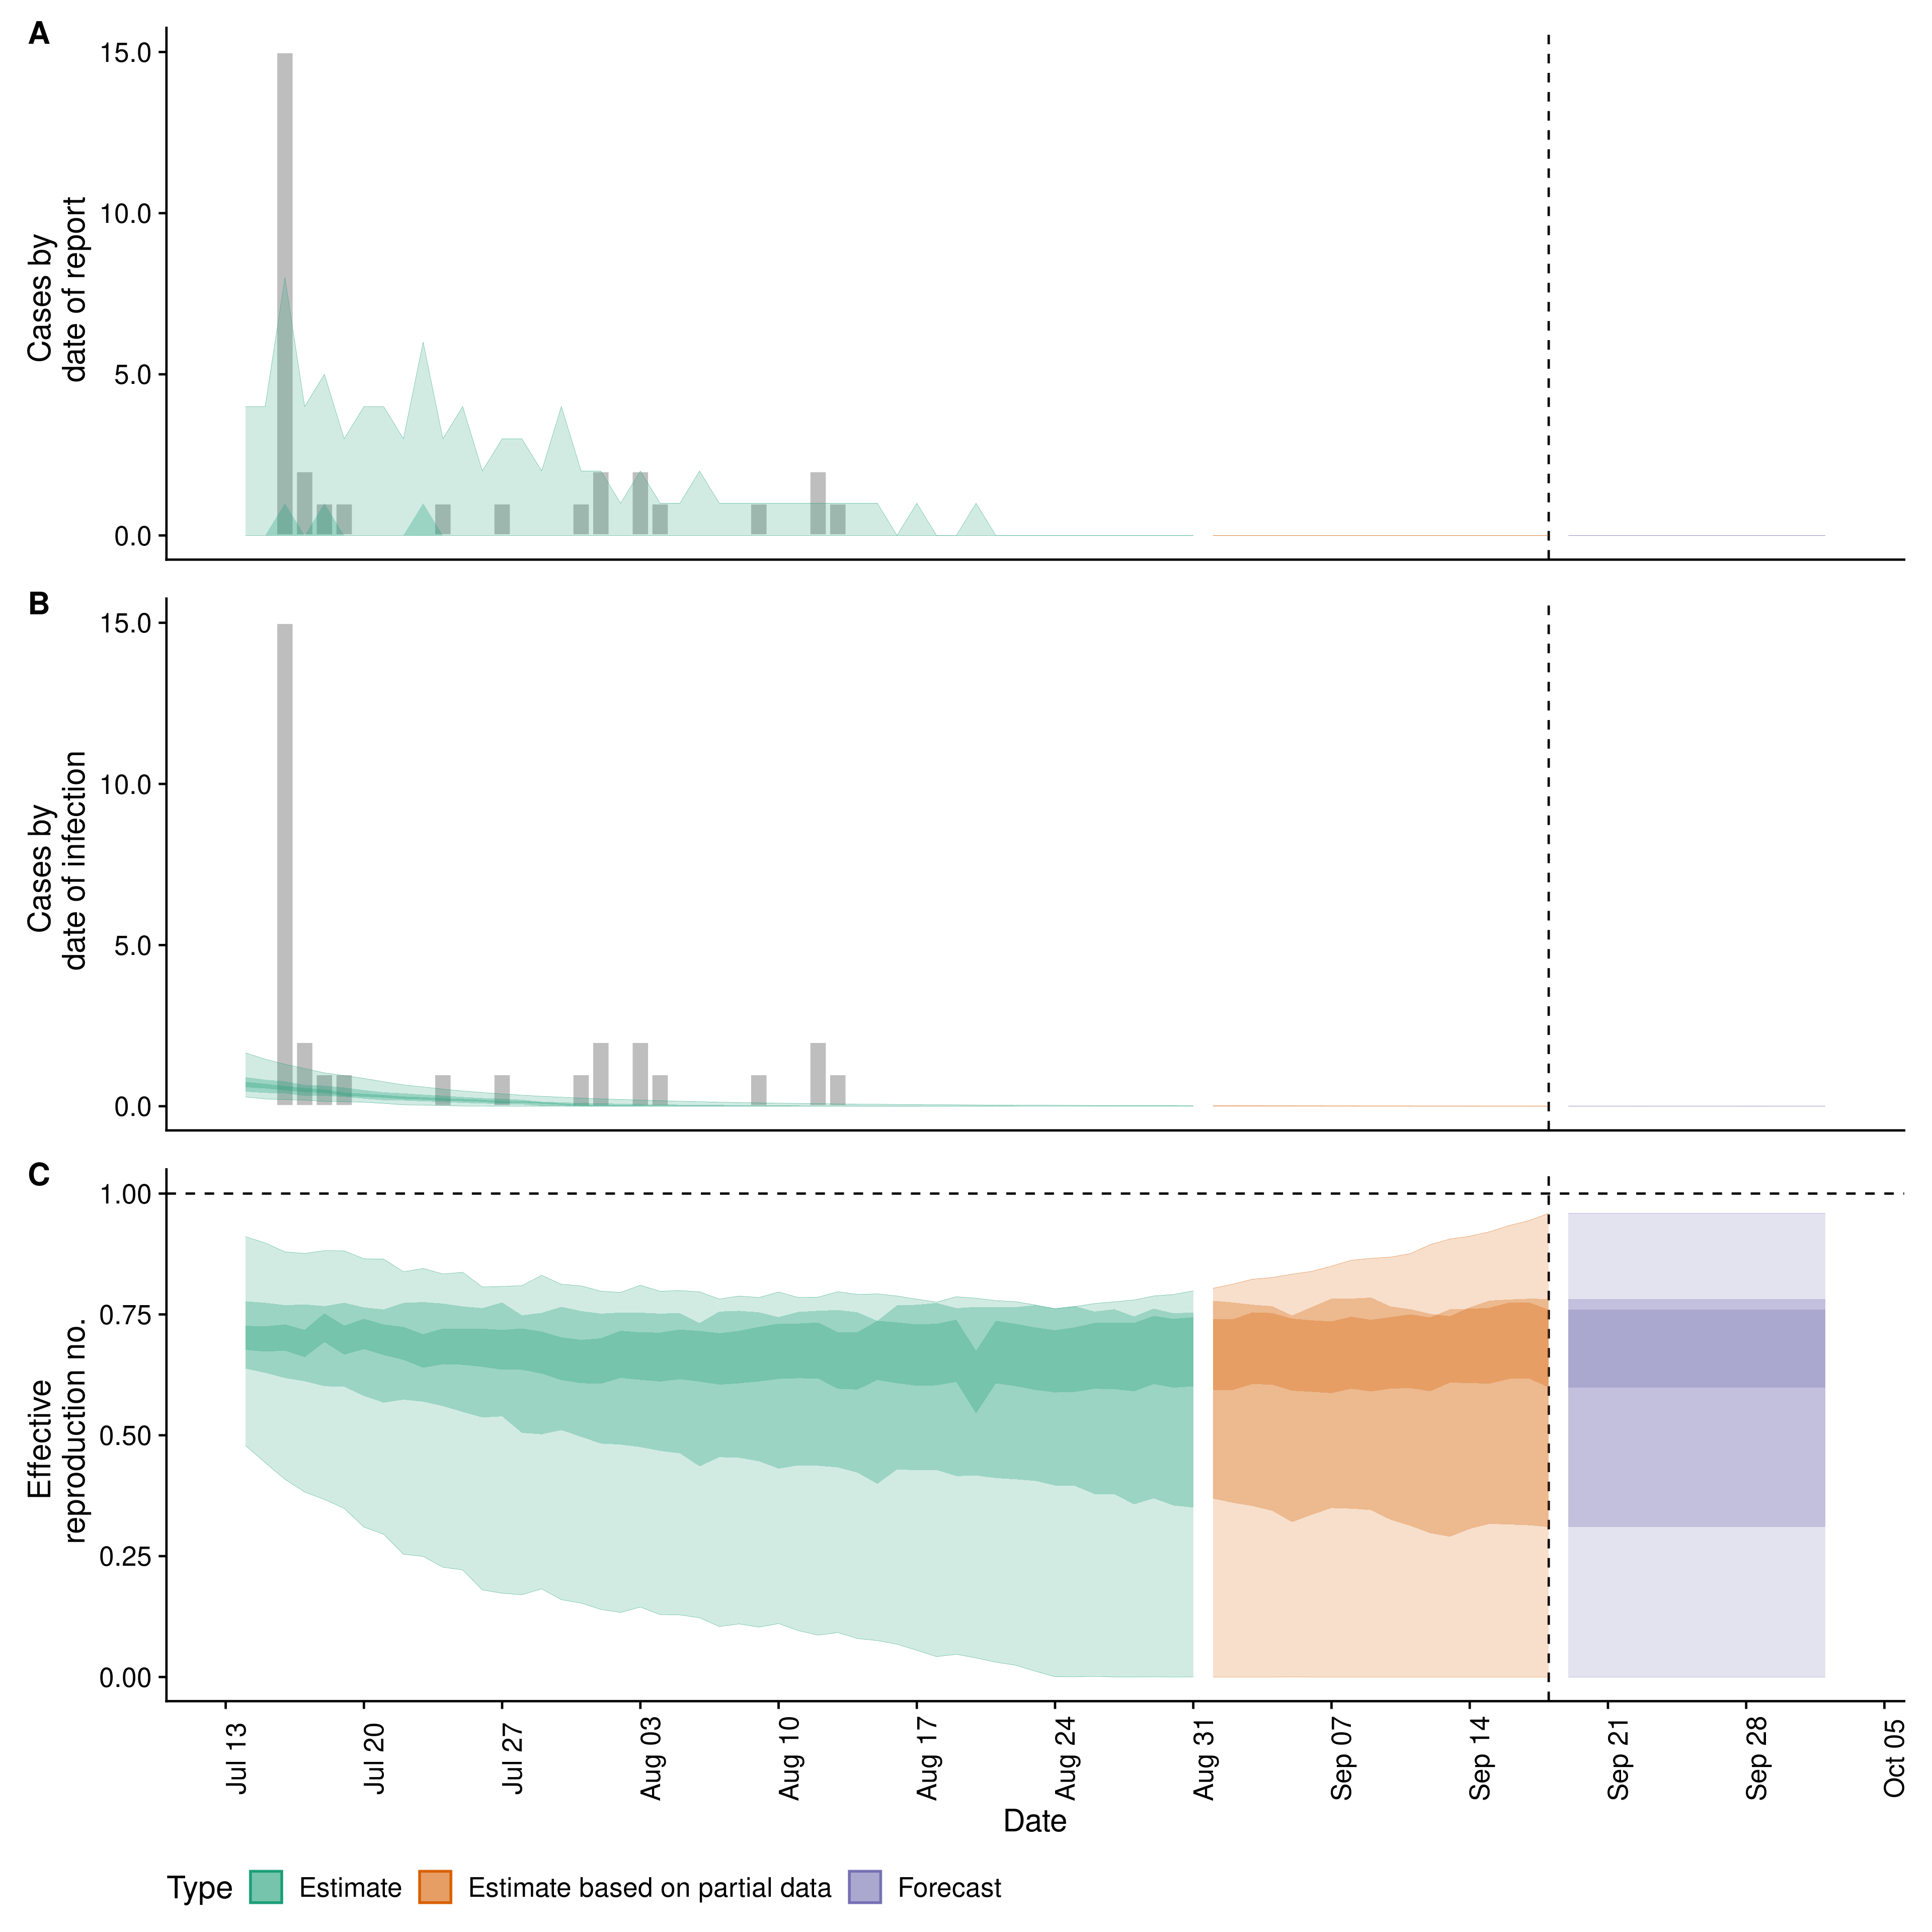 A
15.0
10.0
5.0
0.0
Cases by
date of report
B
15.0
10.0
5.0
0.0
Cases by
date of infection
C
1.00
0.75
0.50
0.25
0.00
Effective
reproduction no.
Jul 13
Jul 20
Jul 27
Aug 03
Aug 10
Aug 17
Aug 24
Aug 31
Sep 07
Sep 14
Sep 21
Sep 28
Oct 05
Date
Type Estimate Estimate based on partial data Forecast